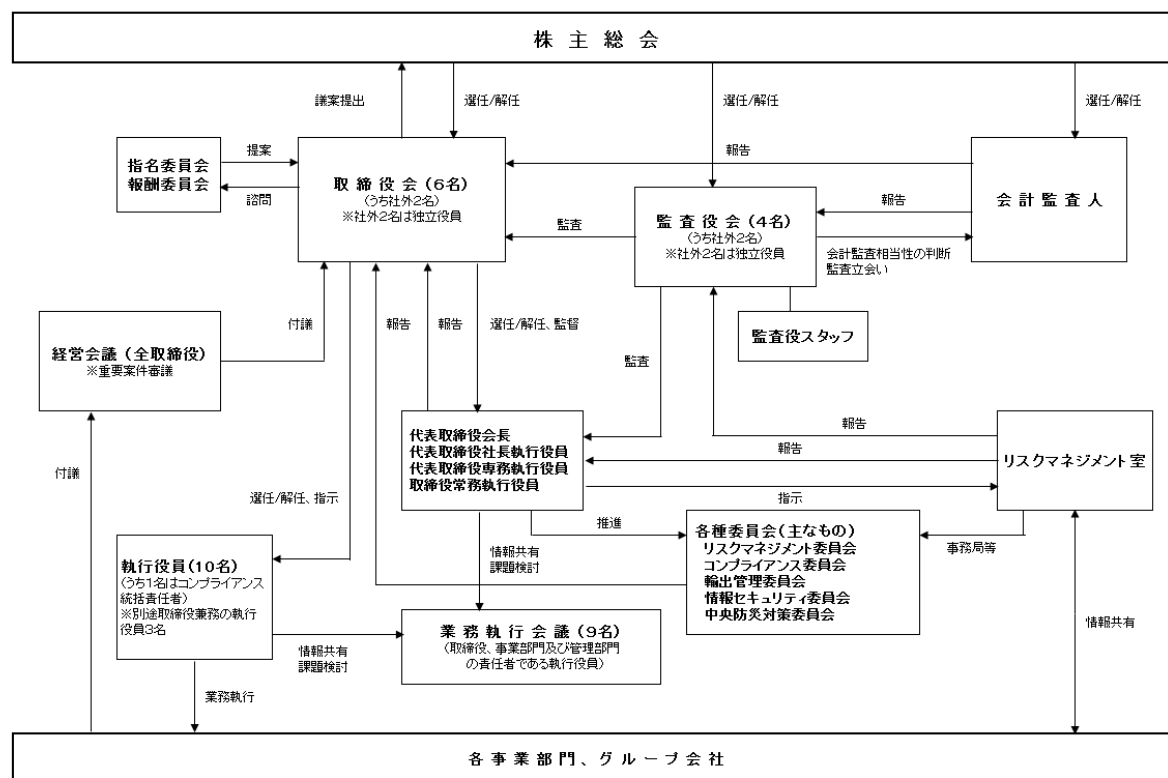 株主総会
議案提出
選任/解任
選任/解任
選任/解任
指名委員会
報酬委員会
提案
諮問
取締役会(6名)
(うち社外2名)
※社外2名は独立役員
報告
会計監査人
報告
監査役会(4名)
(うち社外2名)
※社外2名は独立役員
監査
会計監査相当性の判断
監査立会い
監査役スタッフ
経営会議(全取締役)
※重要案件審議
付議
報告
報告
選任/解任、監督
監査
付議
代表取締役会長
代表取締役社長執行役員
代表取締役専務執行役員
取締役常務執行役員
報告
報告
指示
リスクマネジメント室
選任/解任、指示
推進
各種委員会(主なもの)
リスクマネジメント委員会
コンプライアンス委員会
輸出管理委員会
情報セキュリティ委員会
中央防災対策委員会
事務局等
執行役員(10名)
(うち1名はコンプライアンス
統括責任者)
※別途取締役兼務の執行
役員3名
情報共有
課題検討
業務執行会議(9名)
(取締役、事業部門及び管理部門
の責任者である執行役員)
情報共有
課題検討
情報共有
業務執行
各事業部門、グループ会社